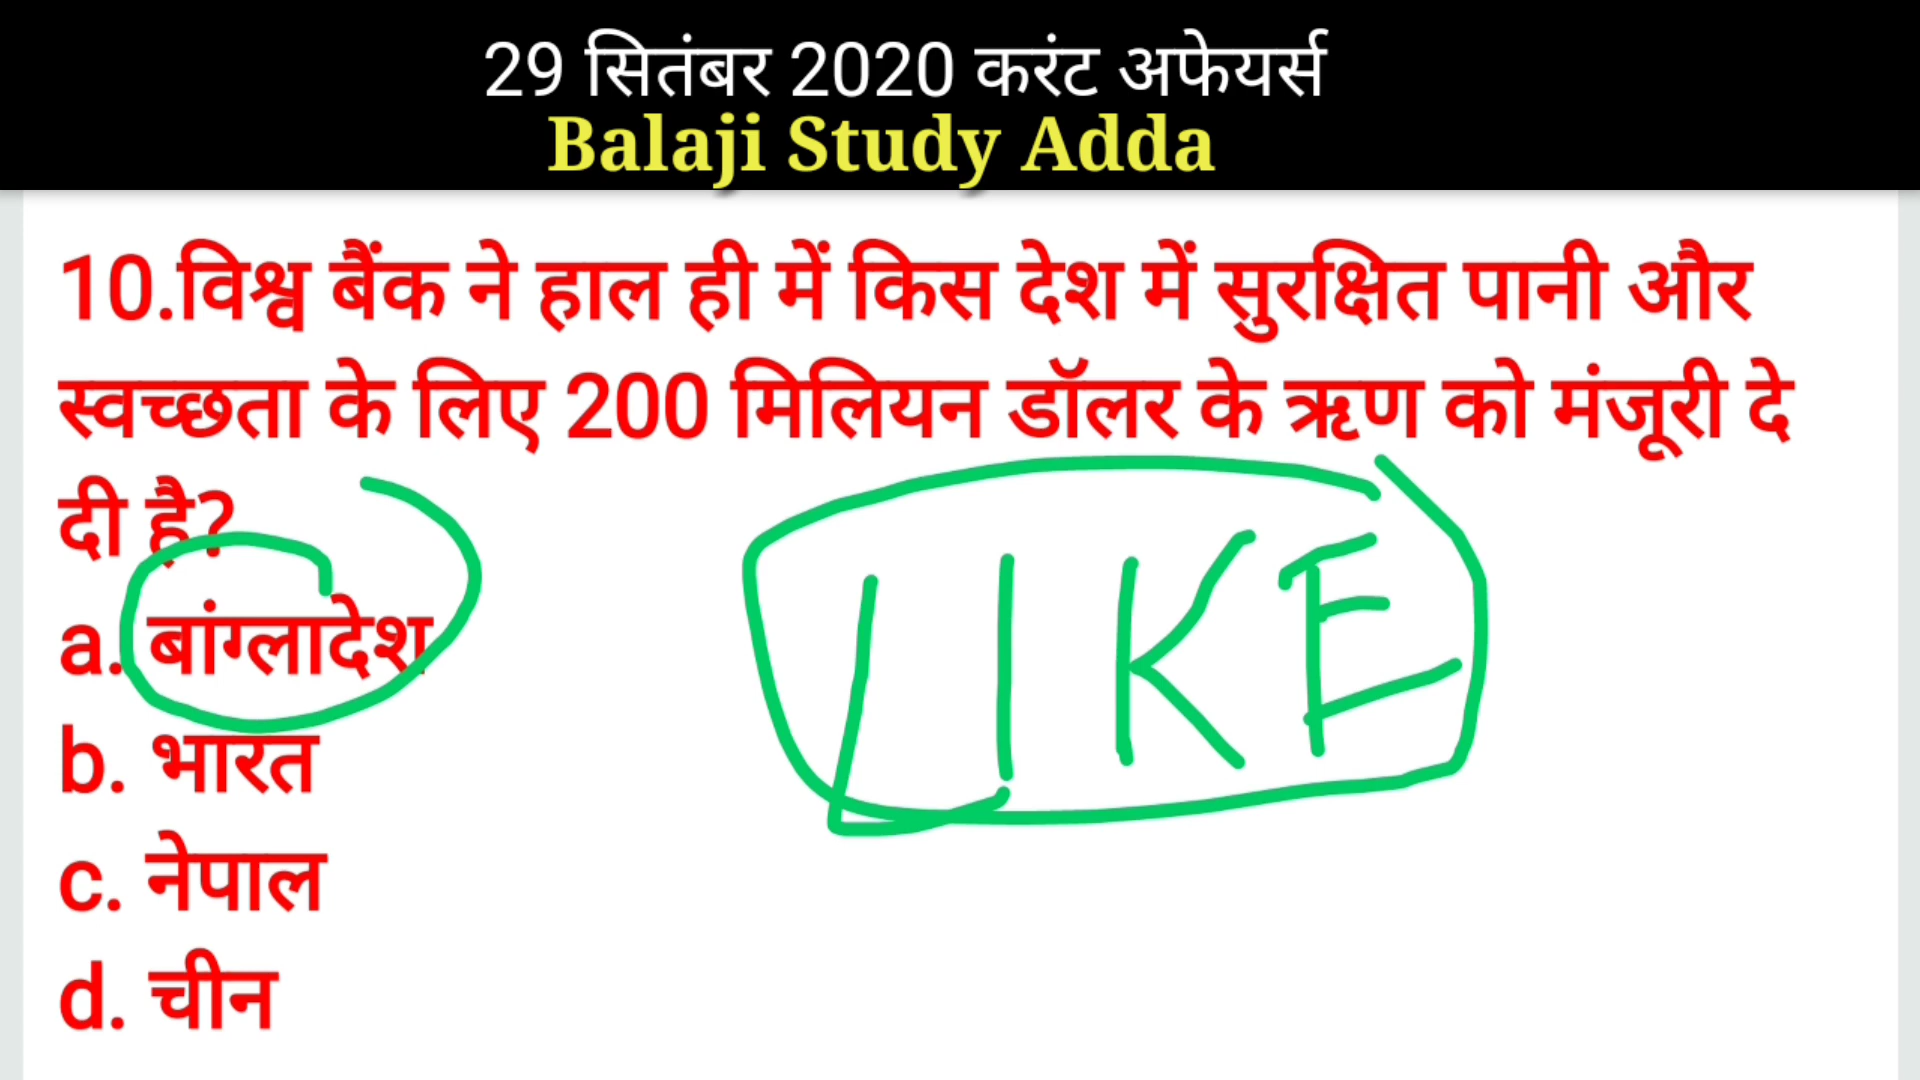 29 सितंबर 2020 करंट अफेयर्स
Balaji Study Adda
10.विश्व बैंक ने हाल ही में किस देश में सुरक्षित पानी और
स्वच्छता के लिए 200 मिलियन डॉलर के ऋण को मंजूरी दे
दी है?
a. बांग्लादेश
LIKE
b. भारत
c. नेपाल
d. चीन